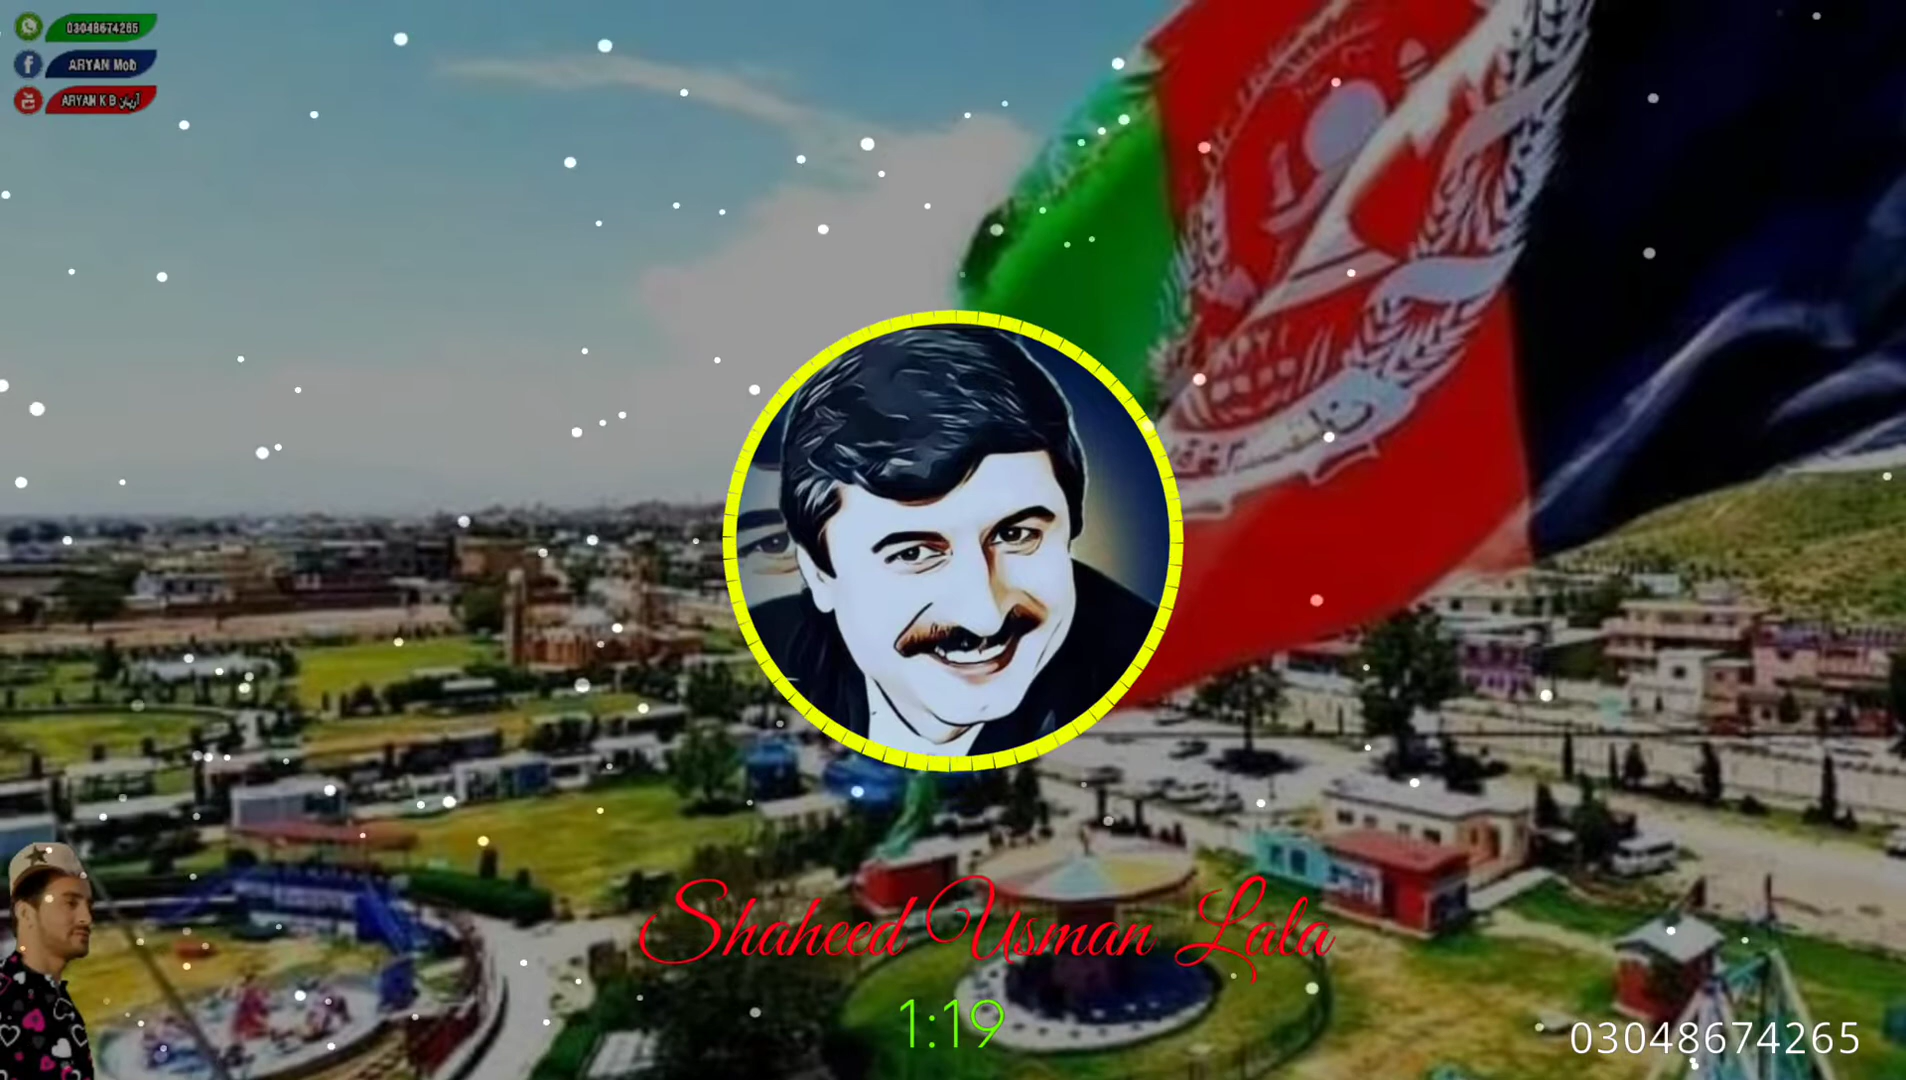 03048674265
ARYAN Mob
ARYAN K B آریان
Shaheed Usman Lala
1:19
03048674265